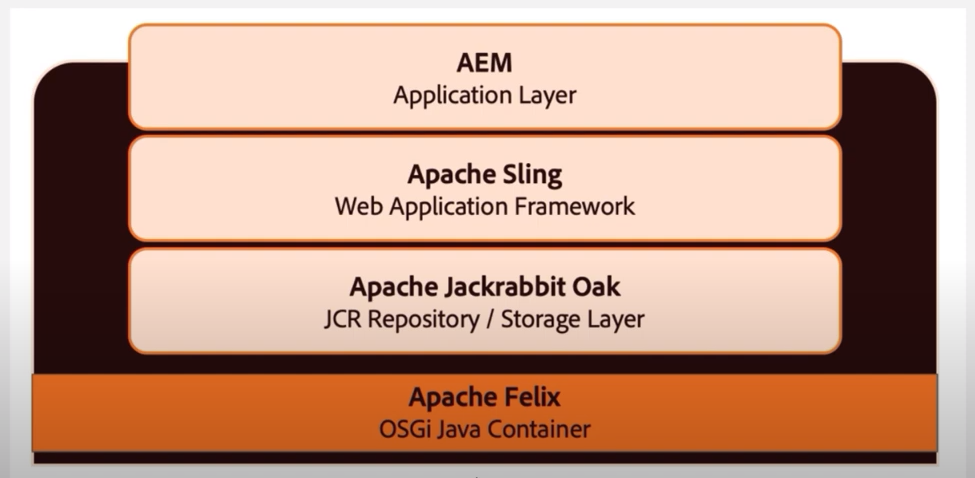 AEM
Application Layer
Apache Sling
Web Application Framework
Apache Jackrabbit Oak
JCR Repository / Storage Layer
Apache Felix
OSGi Java Container